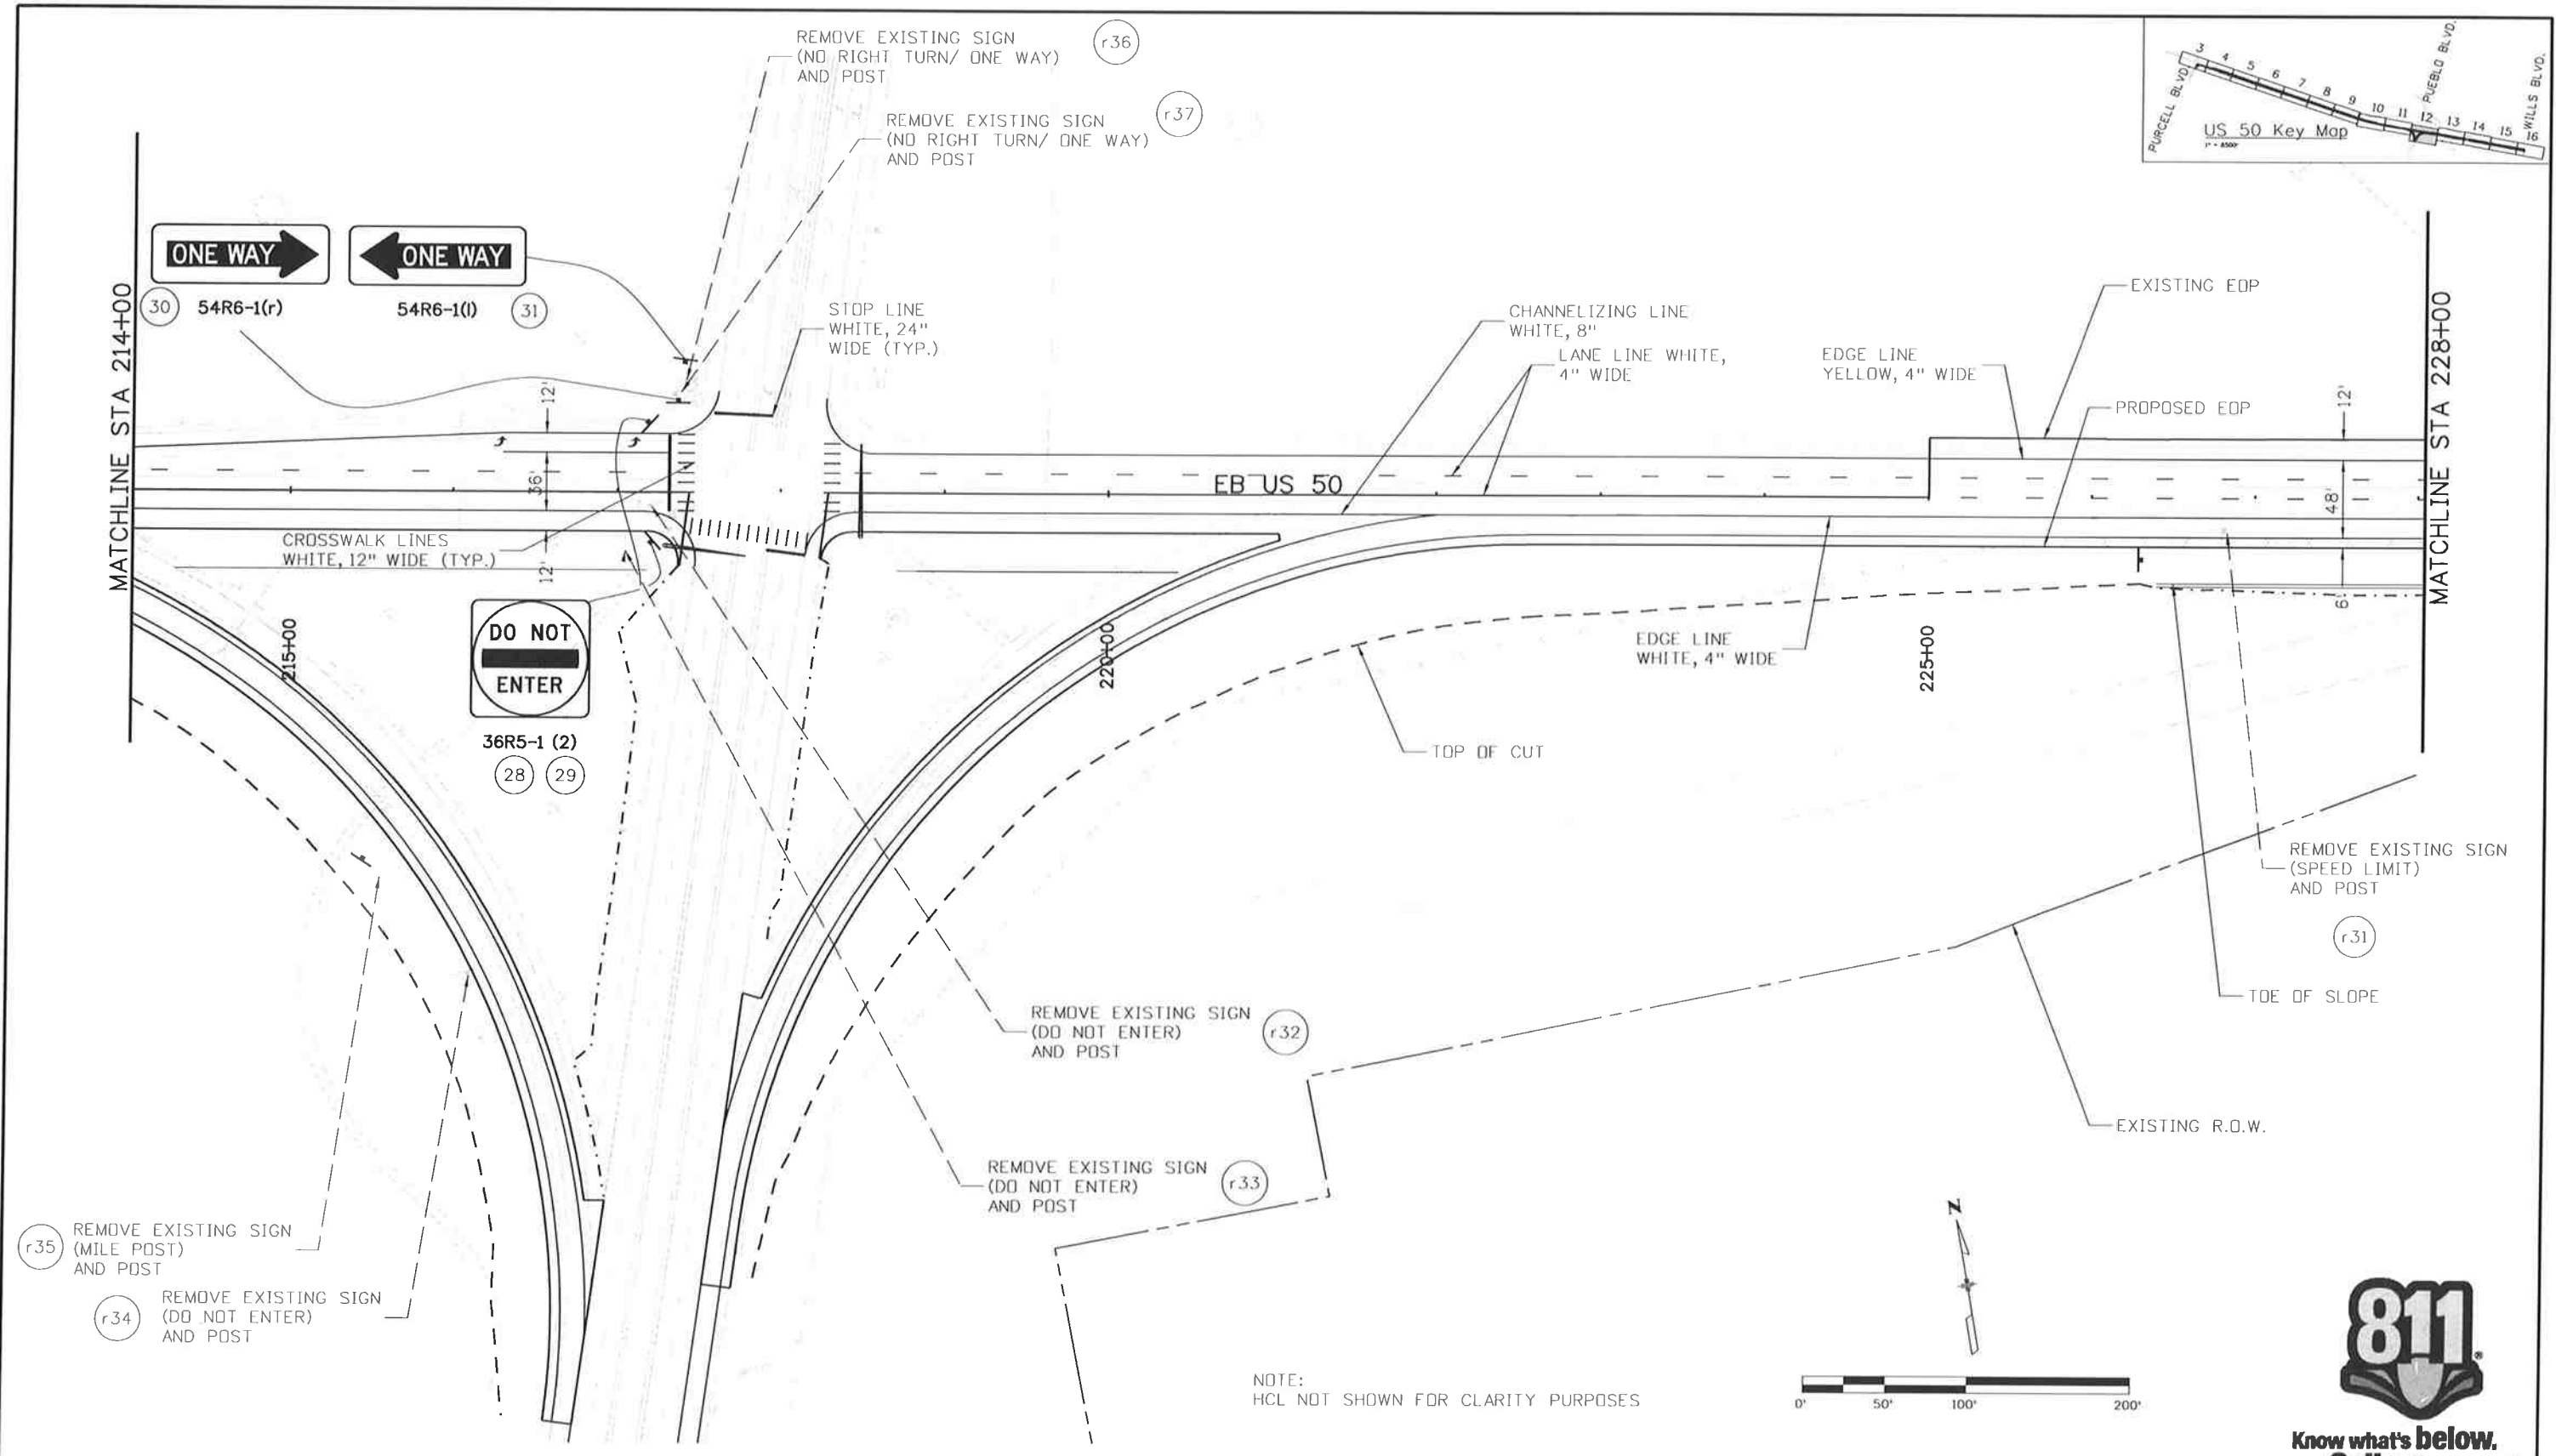 REMOVE EXISTING SIGN
(NO RIGHT TURN/ ONE WAY)
AND POST
r36
REMOVE EXISTING SIGN
(NO RIGHT TURN/ ONE WAY)
AND POST
r37
PURCELL BLVD.
PUEBLO BLVD.
WILLS BLVD.
3 4 5 6 7 8 9 10 11 12 13 14 15 16
US 50 Key Map
MATCHLINE STA 214+00
ONE WAY
30 54R6-1(r)
ONE WAY
54R6-1(l) 31
STOP LINE
WHITE, 24"
WIDE (TYP.)
CHANNELIZING LINE
WHITE, 8"
LANE LINE WHITE,
4" WIDE
EDGE LINE
YELLOW, 4" WIDE
EXISTING EOP
PROPOSED EOP
MATCHLINE STA 228+00
12'
36'
12'
12'
48'
6'
EB US 50
CROSSWALK LINES
WHITE, 12" WIDE (TYP.)
DO NOT
ENTER
36R5-1 (2)
28 29
215+00
220+00
225+00
EDGE LINE
WHITE, 4" WIDE
TOP OF CUT
REMOVE EXISTING SIGN
(SPEED LIMIT)
AND POST
r31
TOE OF SLOPE
REMOVE EXISTING SIGN
(DO NOT ENTER)
AND POST
r32
EXISTING R.O.W.
REMOVE EXISTING SIGN
(DO NOT ENTER)
AND POST
r33
r35
REMOVE EXISTING SIGN
(MILE POST)
AND POST
r34
REMOVE EXISTING SIGN
(DO NOT ENTER)
AND POST
N
NOTE:
HCL NOT SHOWN FOR CLARITY PURPOSES
0' 50' 100' 200'
811
Know what's below.